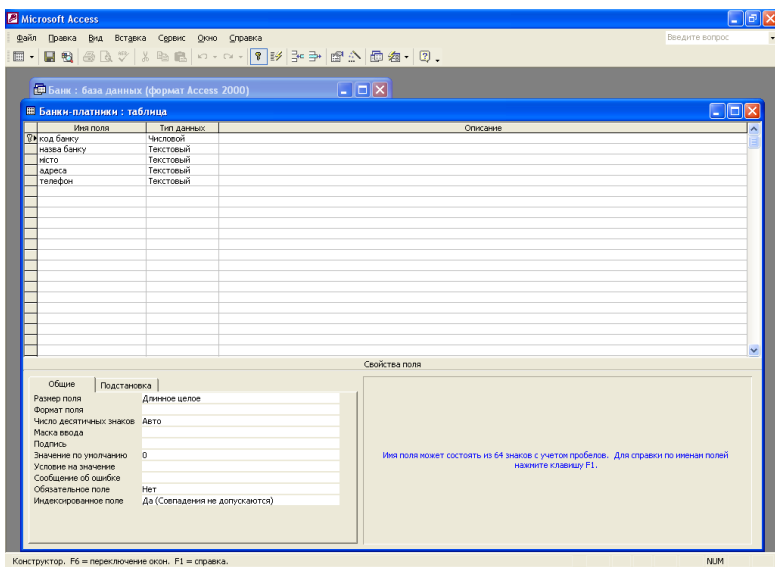 Microsoft Access
Файл Правка Вид Вставка Сервис Окно Справка
Введите вопрос
Банк : база данных (формат Access 2000)
Банки-платники : таблица
Имя поля Тип данных Описание
код банку Числовой
назва банку Текстовый
місто Текстовый
адреса Текстовый
телефон Текстовый
Свойства поля
Общие Подстановка
Размер поля Длинное целое
Формат поля
Число десятичных знаков Авто
Маска ввода
Подпись
Значение по умолчанию 0
Условие на значение
Сообщение об ошибке
Обязательное поле Нет
Индексированное поле Да (Совпадения не допускаются)
Имя поля может состоять из 64 знаков с учетом пробелов. Для справки по именам полей
нажмите клавишу F1.
Конструктор. F6 = переключение окон. F1 = справка. NUM